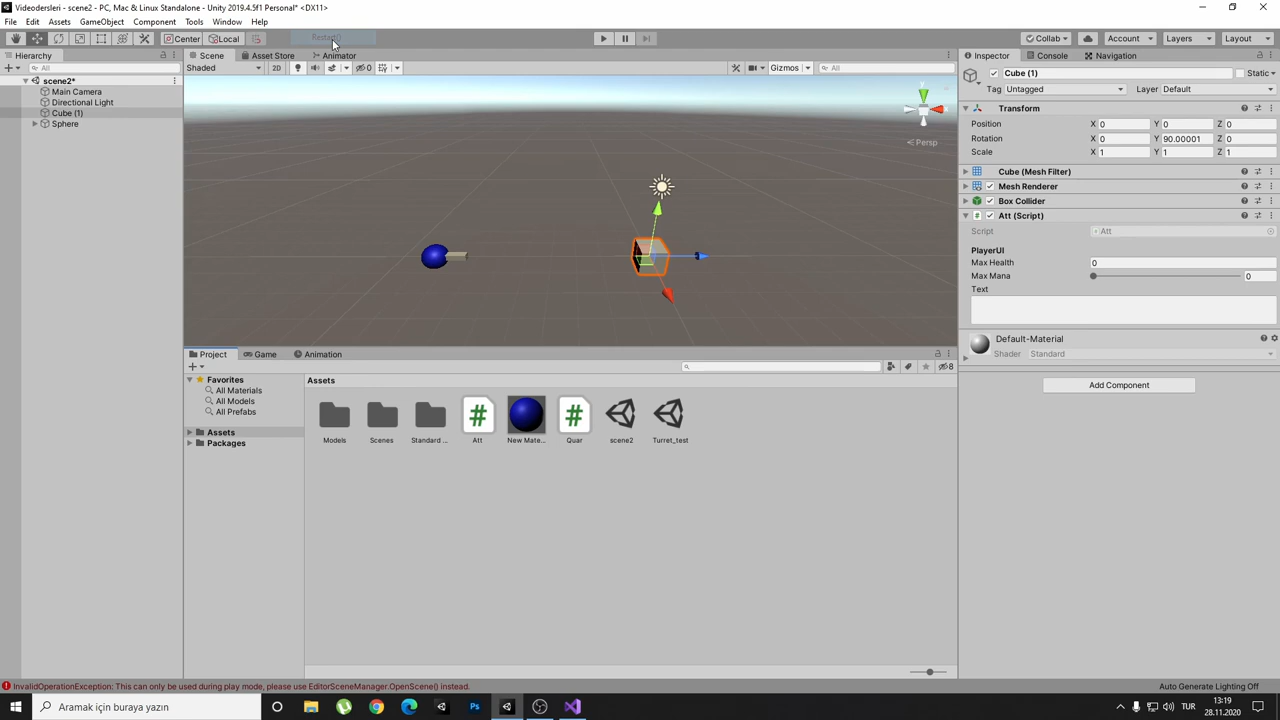 Videodersleri - scene2 - PC, Mac & Linux Standalone - Unity 2019.4.5f1 Personal* <DX11>
File Edit Assets GameObject Component Tools Window Help
Center Local Restart0 Collab Account Layers Layout
Hierarchy Scene Asset Store Animator Inspector Console Navigation
All Shaded 2D 0 Gizmos All Cube (1) Static
scene2*
Tag Untagged Layer Default
Main Camera
Directional Light
Cube (1)
Sphere
y
Persp
Transform
Position X 0 Y 0 Z 0
Rotation X 0 Y 90.00001 Z 0
Scale X 1 Y 1 Z 1
Cube (Mesh Filter)
Mesh Renderer
Box Collider
Att (Script)
Script Att
PlayerUI
Max Health 0
Max Mana 0
Text
Default-Material
Shader Standard
Add Component
Project Game Animation
8
Favorites
All Materials
All Models
All Prefabs
Assets
Packages
Assets
Models Scenes Standard ... Att New Mate... Quar scene2 Turret_test
InvalidOperationException: This can only be used during play mode, please use EditorSceneManager.OpenScene() instead.
Auto Generate Lighting Off
Aramak için buraya yazın
Ps
TUR
13:19
28.11.2020